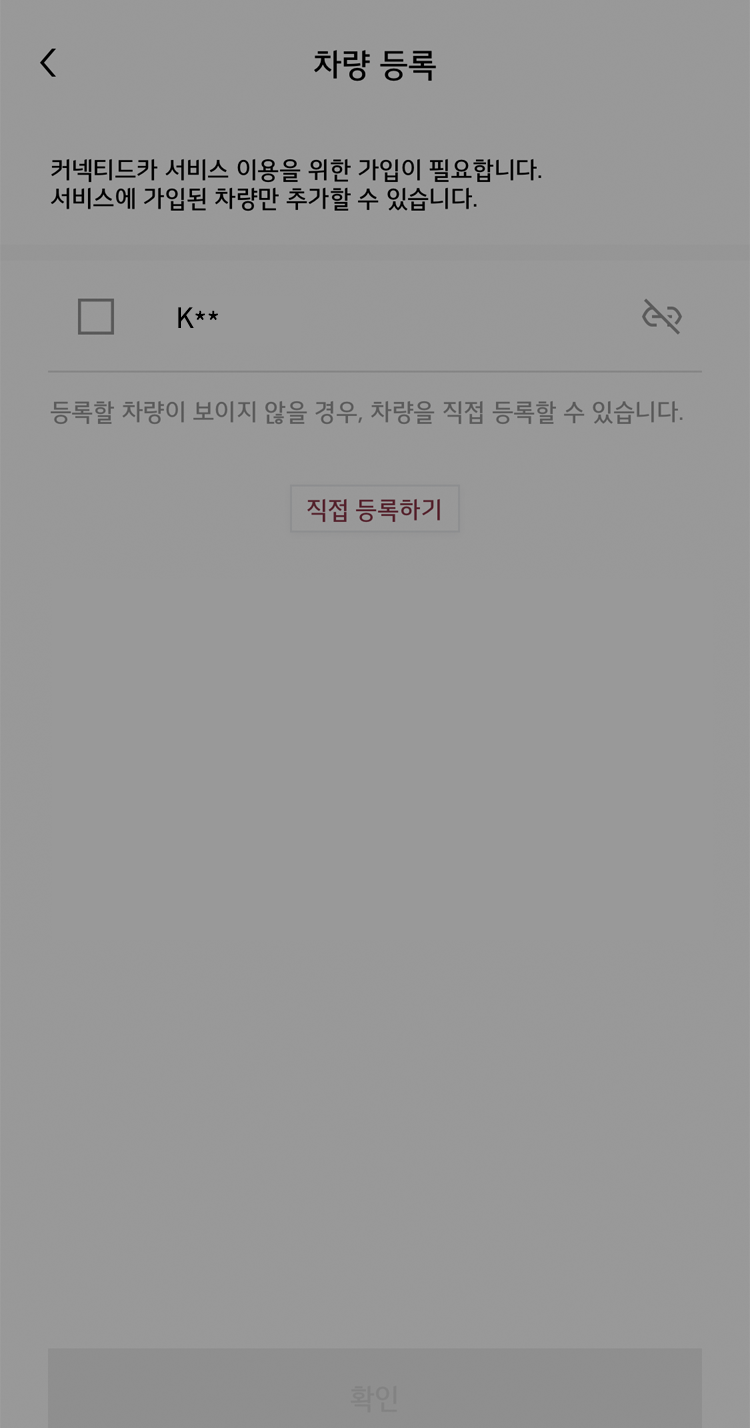 차량 등록
커넥티드카 서비스 이용을 위한 가입이 필요합니다.
서비스에 가입된 차량만 추가할 수 있습니다.
K**
등록할 차량이 보이지 않을 경우, 차량을 직접 등록할 수 있습니다.
직접 등록하기
확인